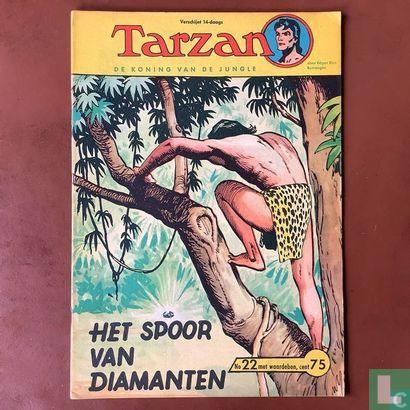 Verschijnt 14-daags
Tarzan
DE KONING VAN DE JUNGLE
door Edgar Rice
Burroughs
HET SPOOR
VAN
DIAMANTEN
No 22 met waardebon, cent 75
catawiki